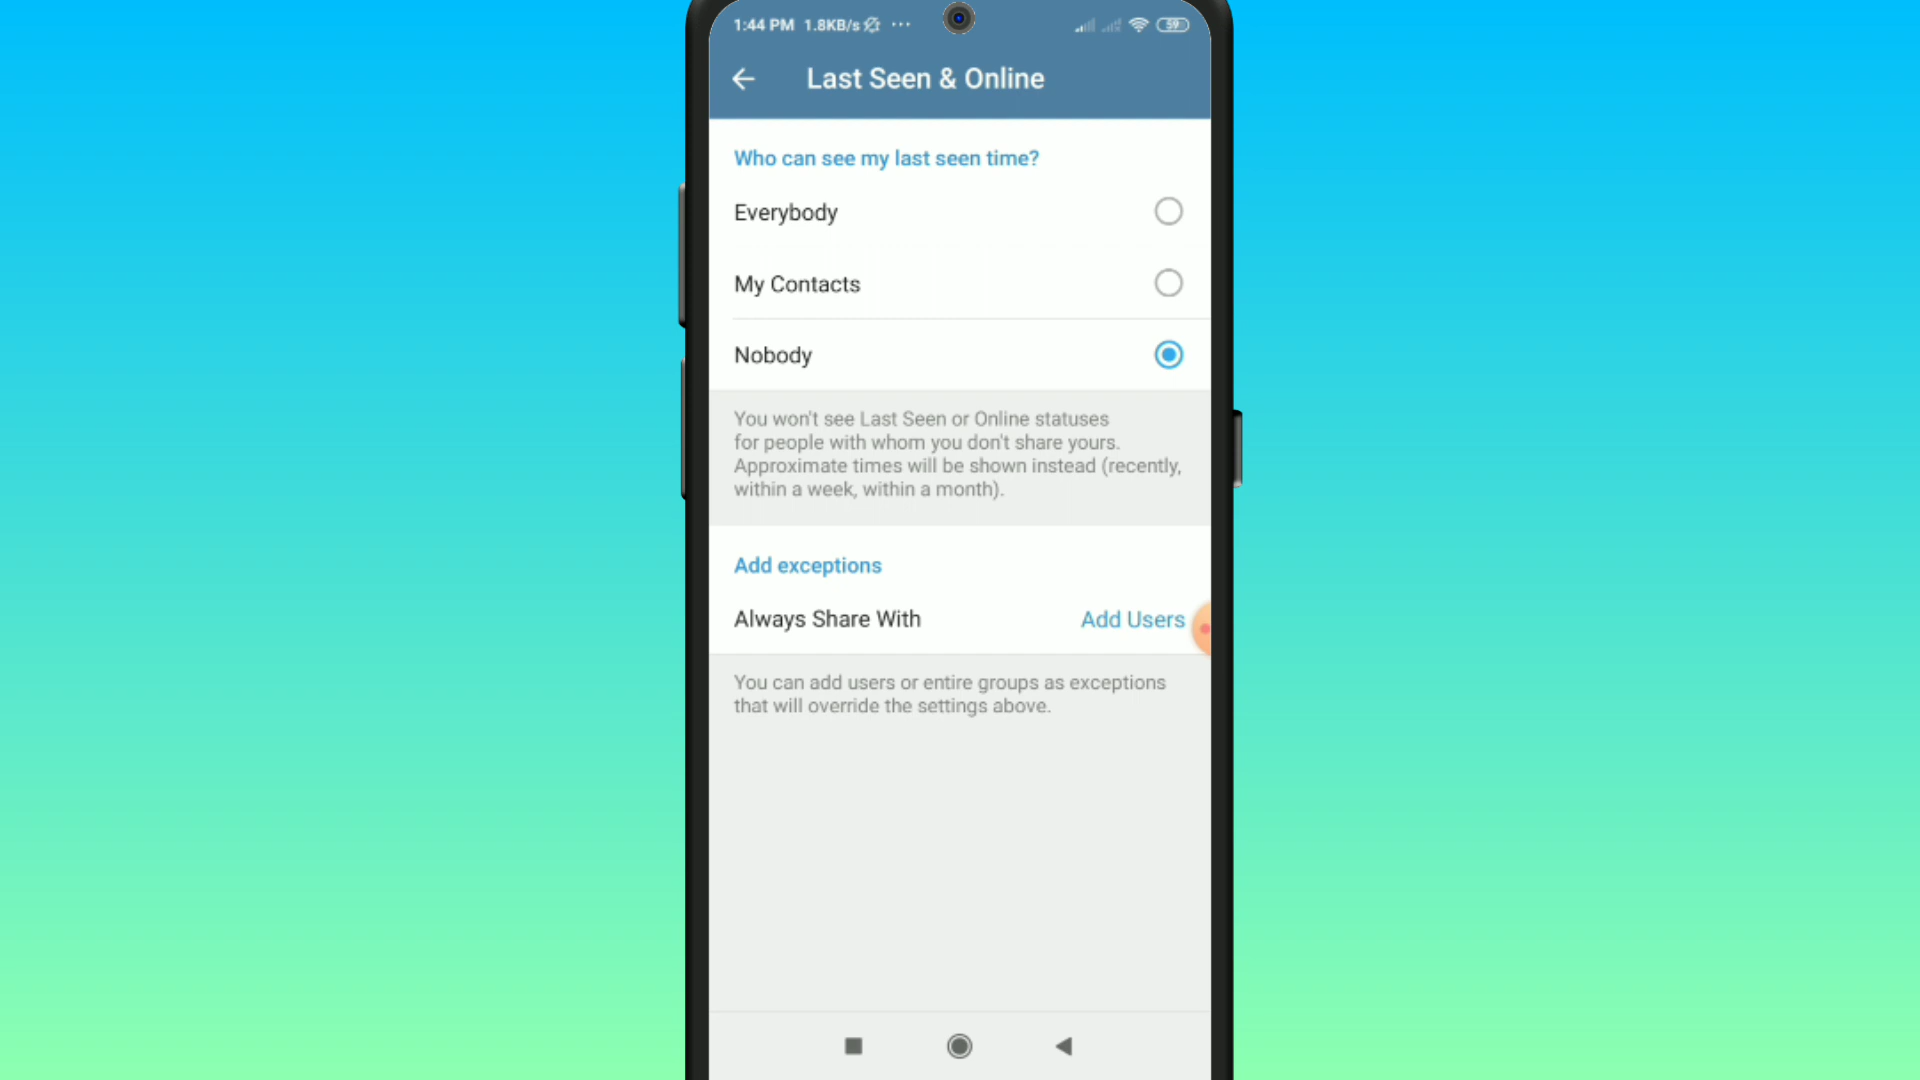 1:44 PM 1.8KB/s ··· 59
Last Seen & Online
Who can see my last seen time?
Everybody
My Contacts
Nobody
You won't see Last Seen or Online statuses
for people with whom you don't share yours.
Approximate times will be shown instead (recently,
within a week, within a month).
Add exceptions
Always Share With Add Users
You can add users or entire groups as exceptions
that will override the settings above.